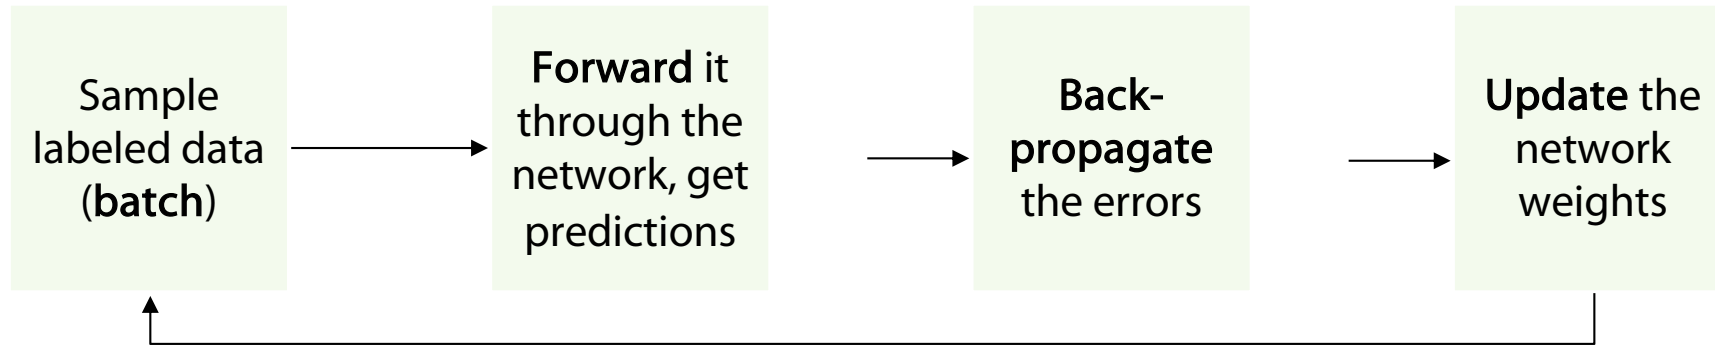 Sample
labeled data
(batch)
Forward it
through the
network, get
predictions
Back-
propagate
the errors
Update the
network
weights